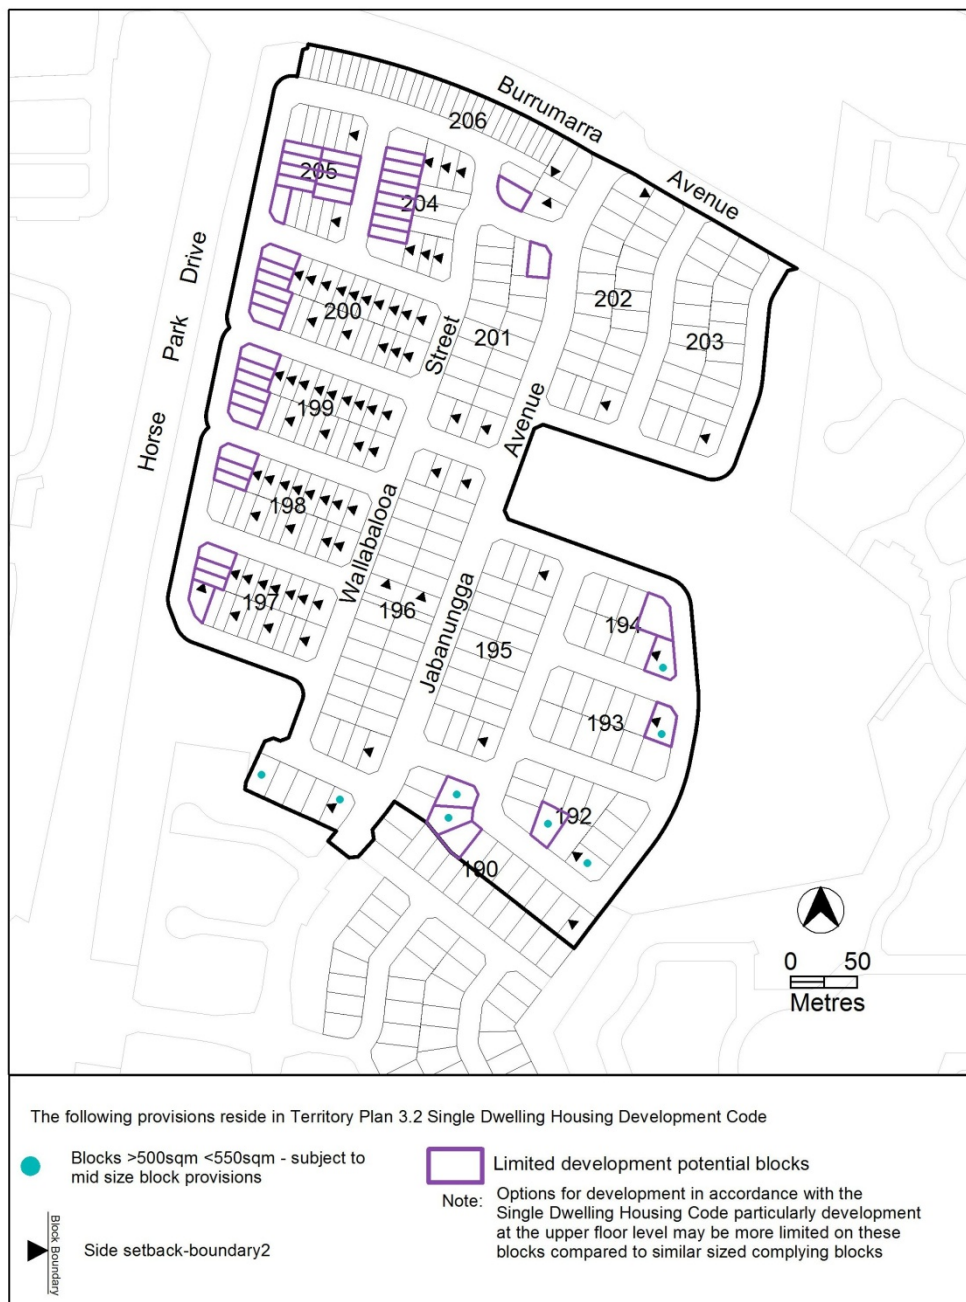 Burrumarra
Avenue
206
205
204
Horse Park Drive
200
Street
201
202
203
199
Avenue
198
Wallabalooa
197
196
Jabanungga
195
194
193
192
190
0 50
Metres
The following provisions reside in Territory Plan 3.2 Single Dwelling Housing Development Code
Blocks >500sqm <550sqm - subject to
mid size block provisions
Limited development potential blocks
Note: Options for development in accordance with the
Single Dwelling Housing Code particularly development
at the upper floor level may be more limited on these
blocks compared to similar sized complying blocks
Block Boundary
Side setback-boundary2